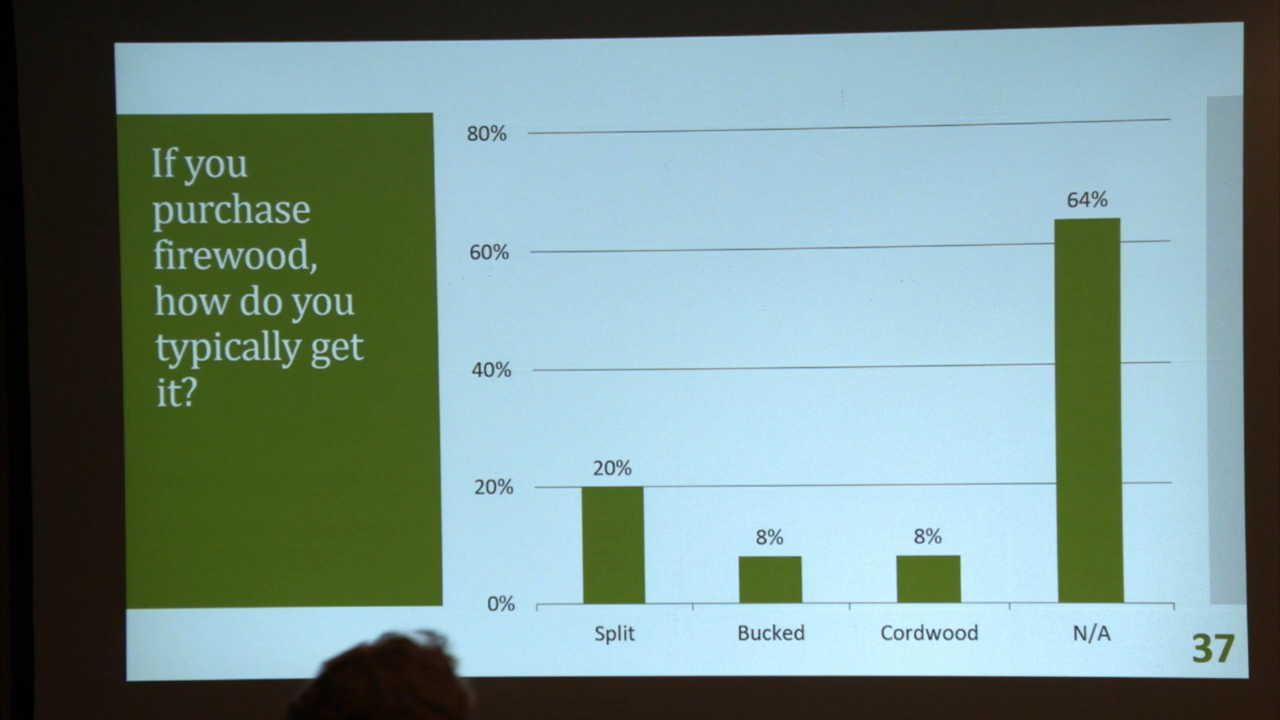 If you
purchase
firewood,
how do you
typically get
it?
80%
60%
40%
20%
0%
20%
8%
8%
64%
Split
Bucked
Cordwood
N/A
37